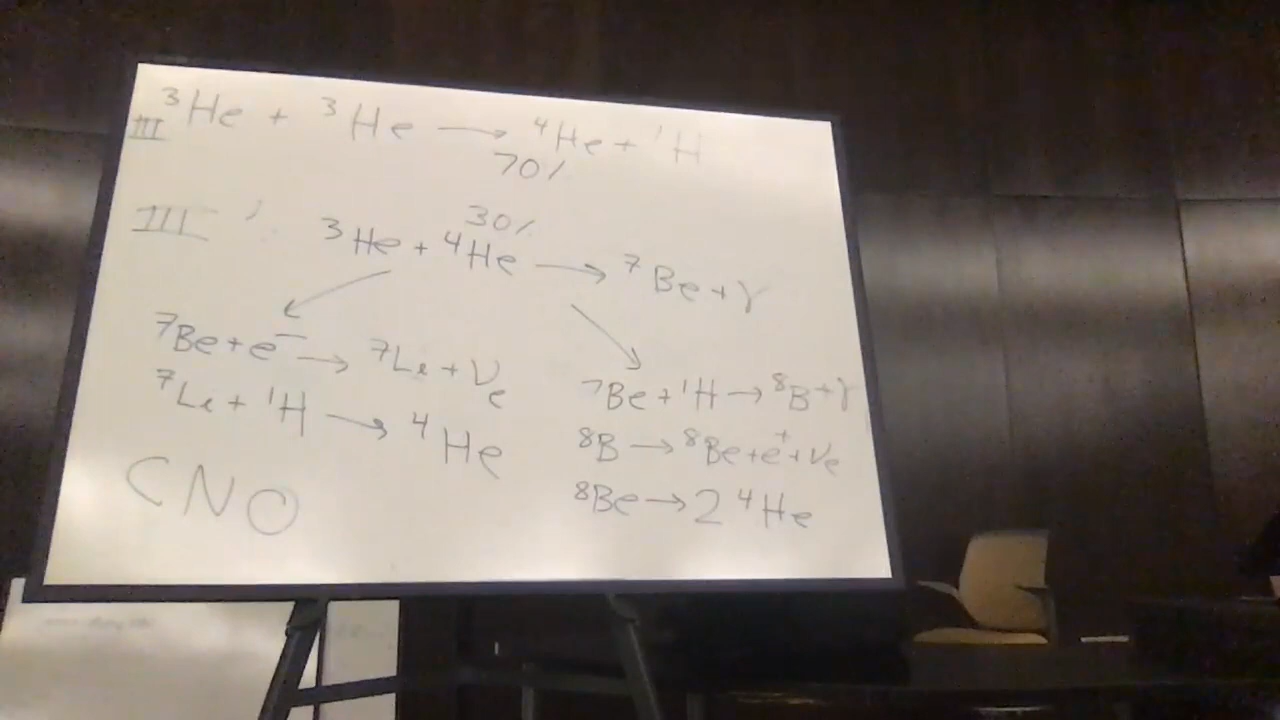 ³He + ³He → ⁴He + ¹H
III
70%
III'
30%
³He + ⁴He → ⁷Be + γ
⁷Be + e⁻ → ⁷Li + νe
⁷Li + ¹H → ⁴He
⁷Be + ¹H → ⁸B + γ
⁸B → ⁸Be + e⁺ + νe
⁸Be → 2 ⁴He
CNO